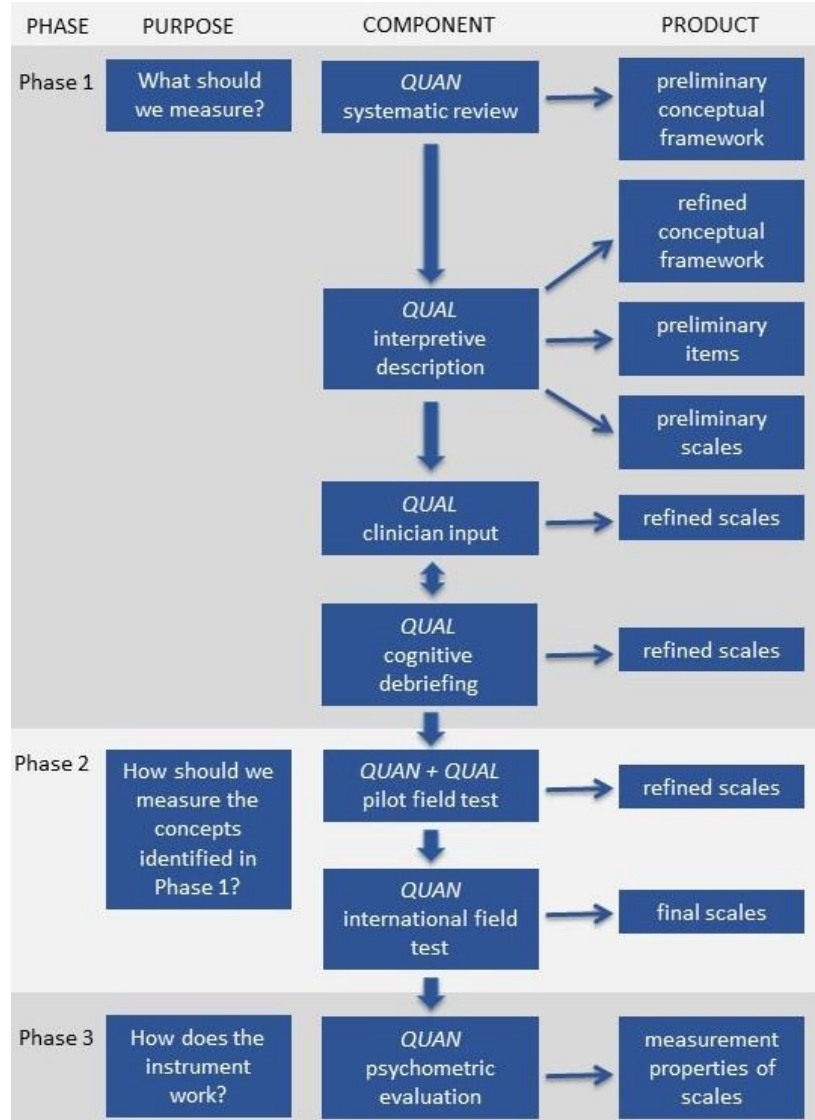 PHASE PURPOSE COMPONENT PRODUCT
Phase 1
What should
we measure?
QUAN
systematic review
preliminary
conceptual
framework
refined
conceptual
framework
QUAL
interpretive
description
preliminary
items
preliminary
scales
QUAL
clinician input
refined scales
QUAL
cognitive
debriefing
refined scales
Phase 2
How should we
measure the
concepts
identified in
Phase 1?
QUAN + QUAL
pilot field test
refined scales
QUAN
international field
test
final scales
Phase 3
How does the
instrument
work?
QUAN
psychometric
evaluation
measurement
properties of
scales